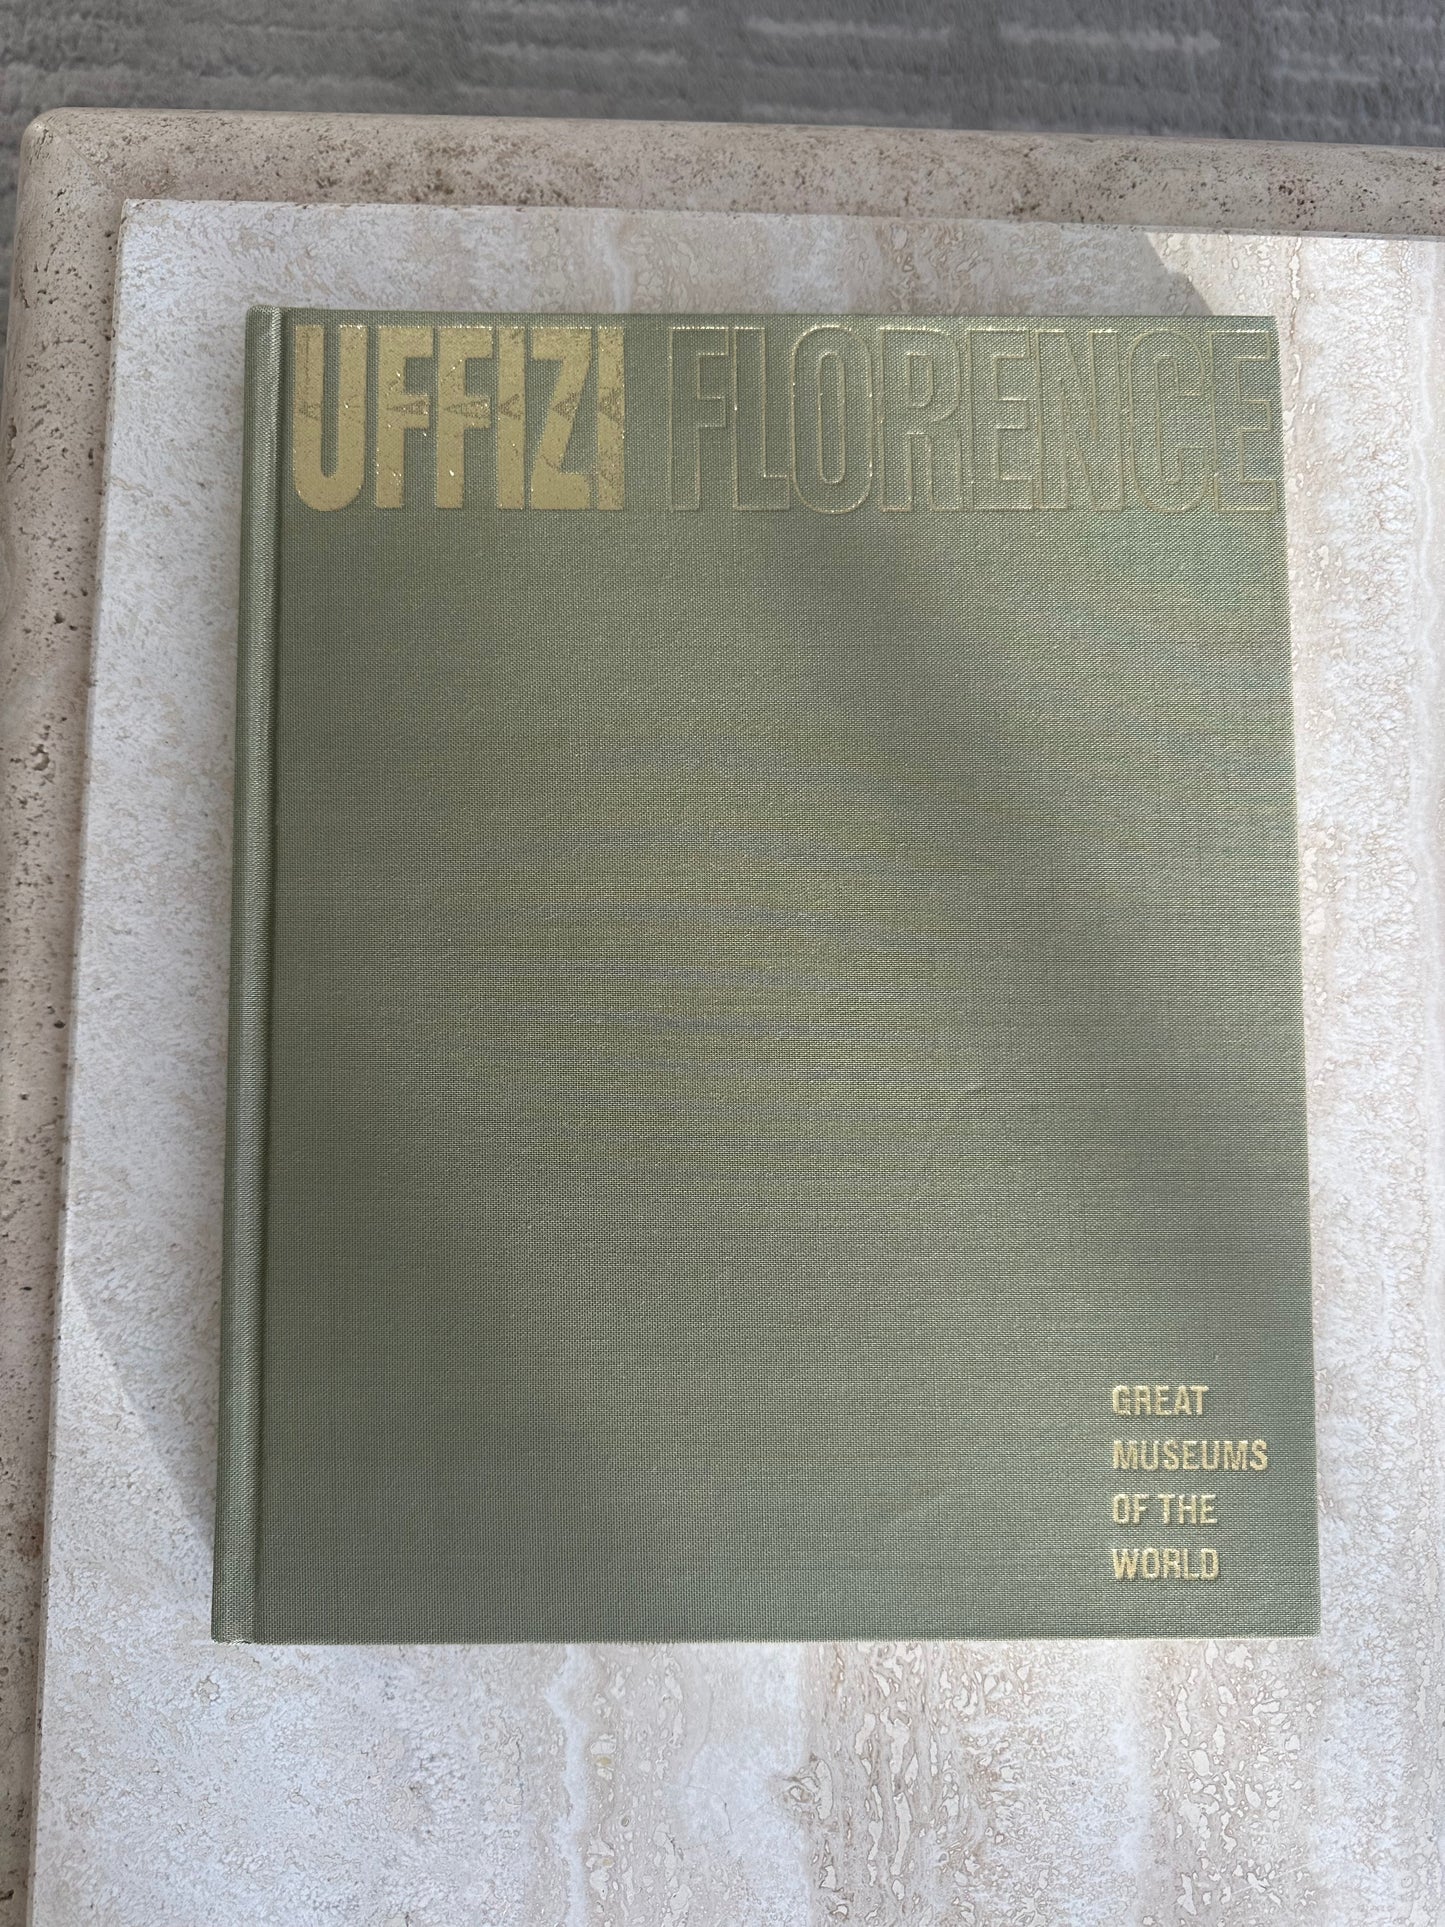 UFFIZI FLORENCE
GREAT
MUSEUMS
OF THE
WORLD